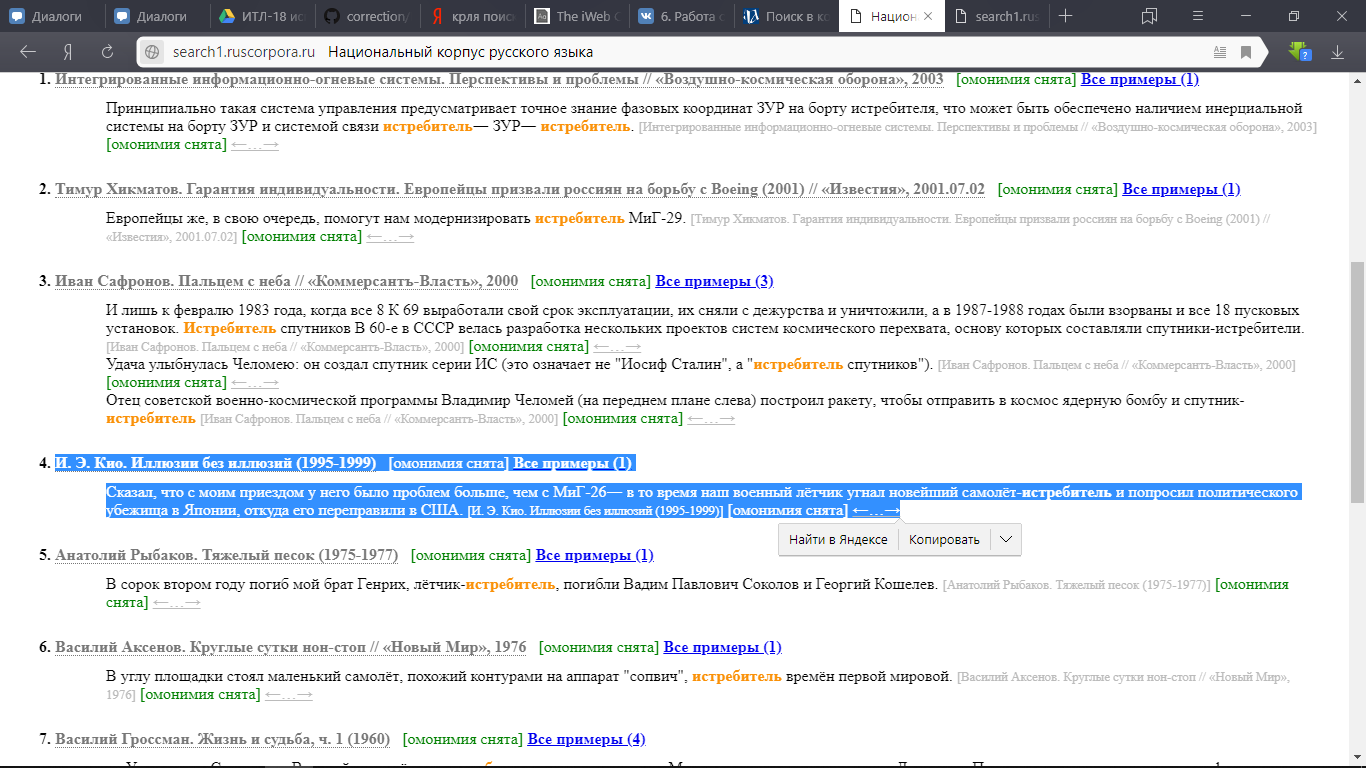 Диалоги
Диалоги
ИТЛ-18 ис
correction/
крля поиск
The iWeb C
6. Работа с
Поиск в ко
Национ
search1.rus
search1.ruscorpora.ru Национальный корпус русского языка
1. Интегрированные информационно-огневые системы. Перспективы и проблемы // «Воздушно-космическая оборона», 2003 [омонимия снята] Все примеры (1)
Принципиально такая система управления предусматривает точное знание фазовых координат ЗУР на борту истребителя, что может быть обеспечено наличием инерциальной
системы на борту ЗУР и системой связи истребитель— ЗУР— истребитель. [Интегрированные информационно-огневые системы. Перспективы и проблемы // «Воздушно-космическая оборона», 2003]
[омонимия снята] ←…→
2. Тимур Хикматов. Гарантия индивидуальности. Европейцы призвали россиян на борьбу с Boeing (2001) // «Известия», 2001.07.02 [омонимия снята] Все примеры (1)
Европейцы же, в свою очередь, помогут нам модернизировать истребитель МиГ-29. [Тимур Хикматов. Гарантия индивидуальности. Европейцы призвали россиян на борьбу с Boeing (2001) //
«Известия», 2001.07.02] [омонимия снята] ←…→
3. Иван Сафронов. Пальцем с неба // «Коммерсантъ-Власть», 2000 [омонимия снята] Все примеры (3)
И лишь к февралю 1983 года, когда все 8 К 69 выработали свой срок эксплуатации, их сняли с дежурства и уничтожили, а в 1987-1988 годах были взорваны и все 18 пусковых
установок. Истребитель спутников В 60-е в СССР велась разработка нескольких проектов систем космического перехвата, основу которых составляли спутники-истребители.
[Иван Сафронов. Пальцем с неба // «Коммерсантъ-Власть», 2000] [омонимия снята] ←…→
Удача улыбнулась Челомею: он создал спутник серии ИС (это означает не "Иосиф Сталин", а "истребитель спутников"). [Иван Сафронов. Пальцем с неба // «Коммерсантъ-Власть», 2000]
[омонимия снята] ←…→
Отец советской военно-космической программы Владимир Челомей (на переднем плане слева) построил ракету, чтобы отправить в космос ядерную бомбу и спутник-
истребитель [Иван Сафронов. Пальцем с неба // «Коммерсантъ-Власть», 2000] [омонимия снята] ←…→
4. И. Э. Кио. Иллюзии без иллюзий (1995-1999) [омонимия снята] Все примеры (1)
Сказал, что с моим приездом у него было проблем больше, чем с МиГ-26— в то время наш военный лётчик угнал новейший самолёт-истребитель и попросил политического
убежища в Японии, откуда его переправили в США. [И. Э. Кио. Иллюзии без иллюзий (1995-1999)] [омонимия снята] ←…→
Найти в Яндексе Копировать
5. Анатолий Рыбаков. Тяжелый песок (1975-1977) [омонимия снята] Все примеры (1)
В сорок втором году погиб мой брат Генрих, лётчик-истребитель, погибли Вадим Павлович Соколов и Георгий Кошелев. [Анатолий Рыбаков. Тяжелый песок (1975-1977)] [омонимия
снята] ←…→
6. Василий Аксенов. Круглые сутки нон-стоп // «Новый Мир», 1976 [омонимия снята] Все примеры (1)
В углу площадки стоял маленький самолёт, похожий контурами на аппарат "сопвич", истребитель времён первой мировой. [Василий Аксенов. Круглые сутки нон-стоп // «Новый Мир»,
1976] [омонимия снята] ←…→
7. Василий Гроссман. Жизнь и судьба, ч. 1 (1960) [омонимия снята] Все примеры (4)